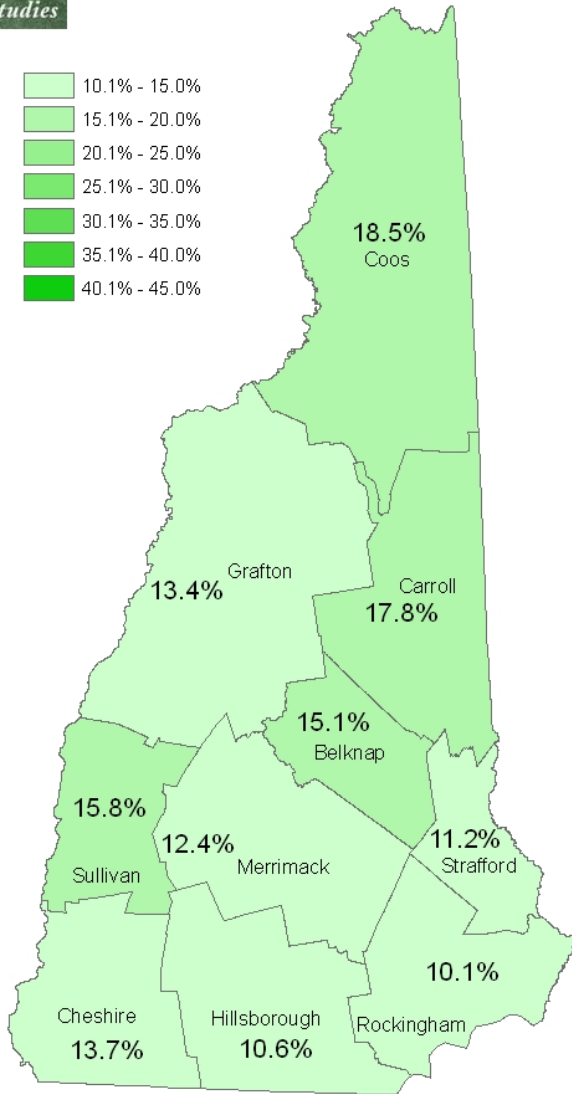 tudies
10.1% - 15.0%
15.1% - 20.0%
20.1% - 25.0%
25.1% - 30.0%
30.1% - 35.0%
35.1% - 40.0%
40.1% - 45.0%
18.5%
Coos
Grafton
13.4%
Carroll
17.8%
15.1%
Belknap
15.8%
Sullivan
12.4%
Merrimack
11.2%
Strafford
10.1%
Rockingham
Cheshire
13.7%
Hillsborough
10.6%